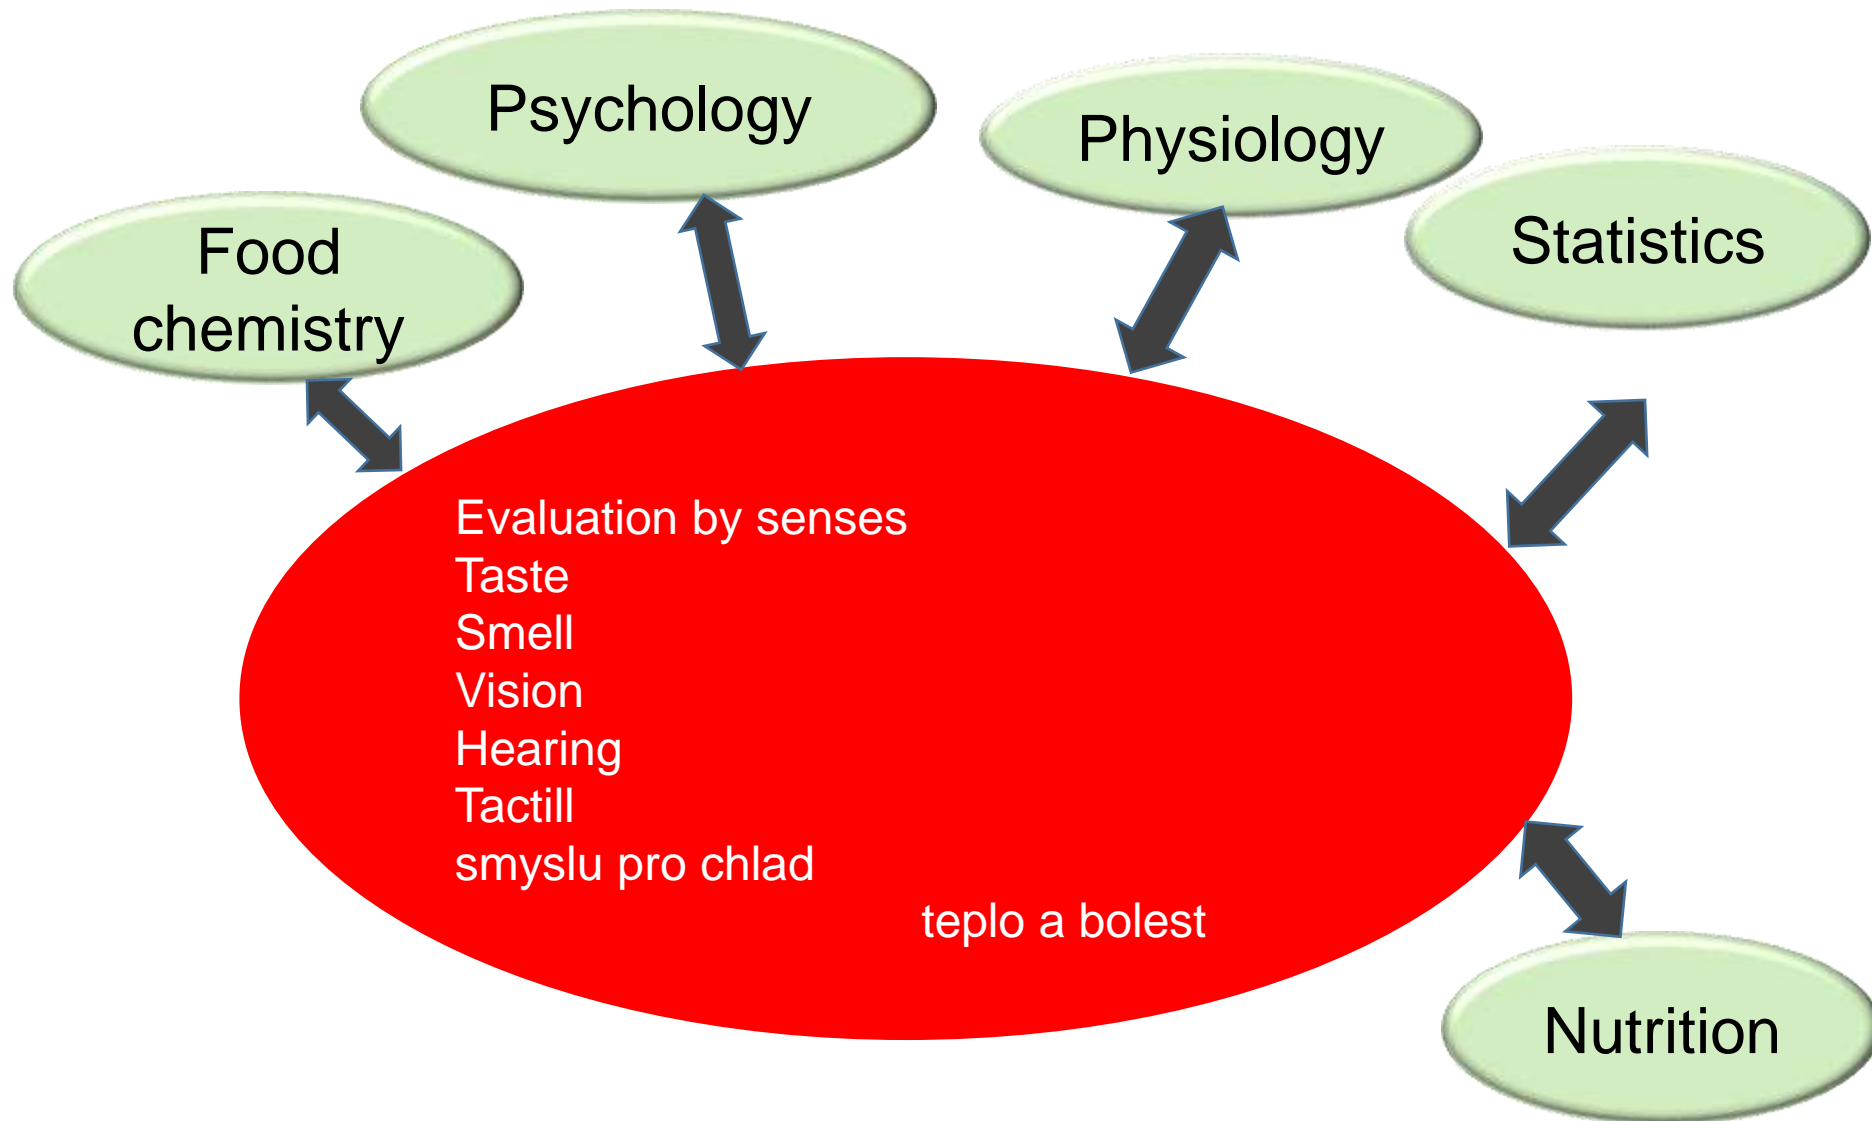 Psychology
Physiology
Statistics
Food
chemistry
Evaluation by senses
Taste
Smell
Vision
Hearing
Tactill
smyslu pro chlad
teplo a bolest
Nutrition